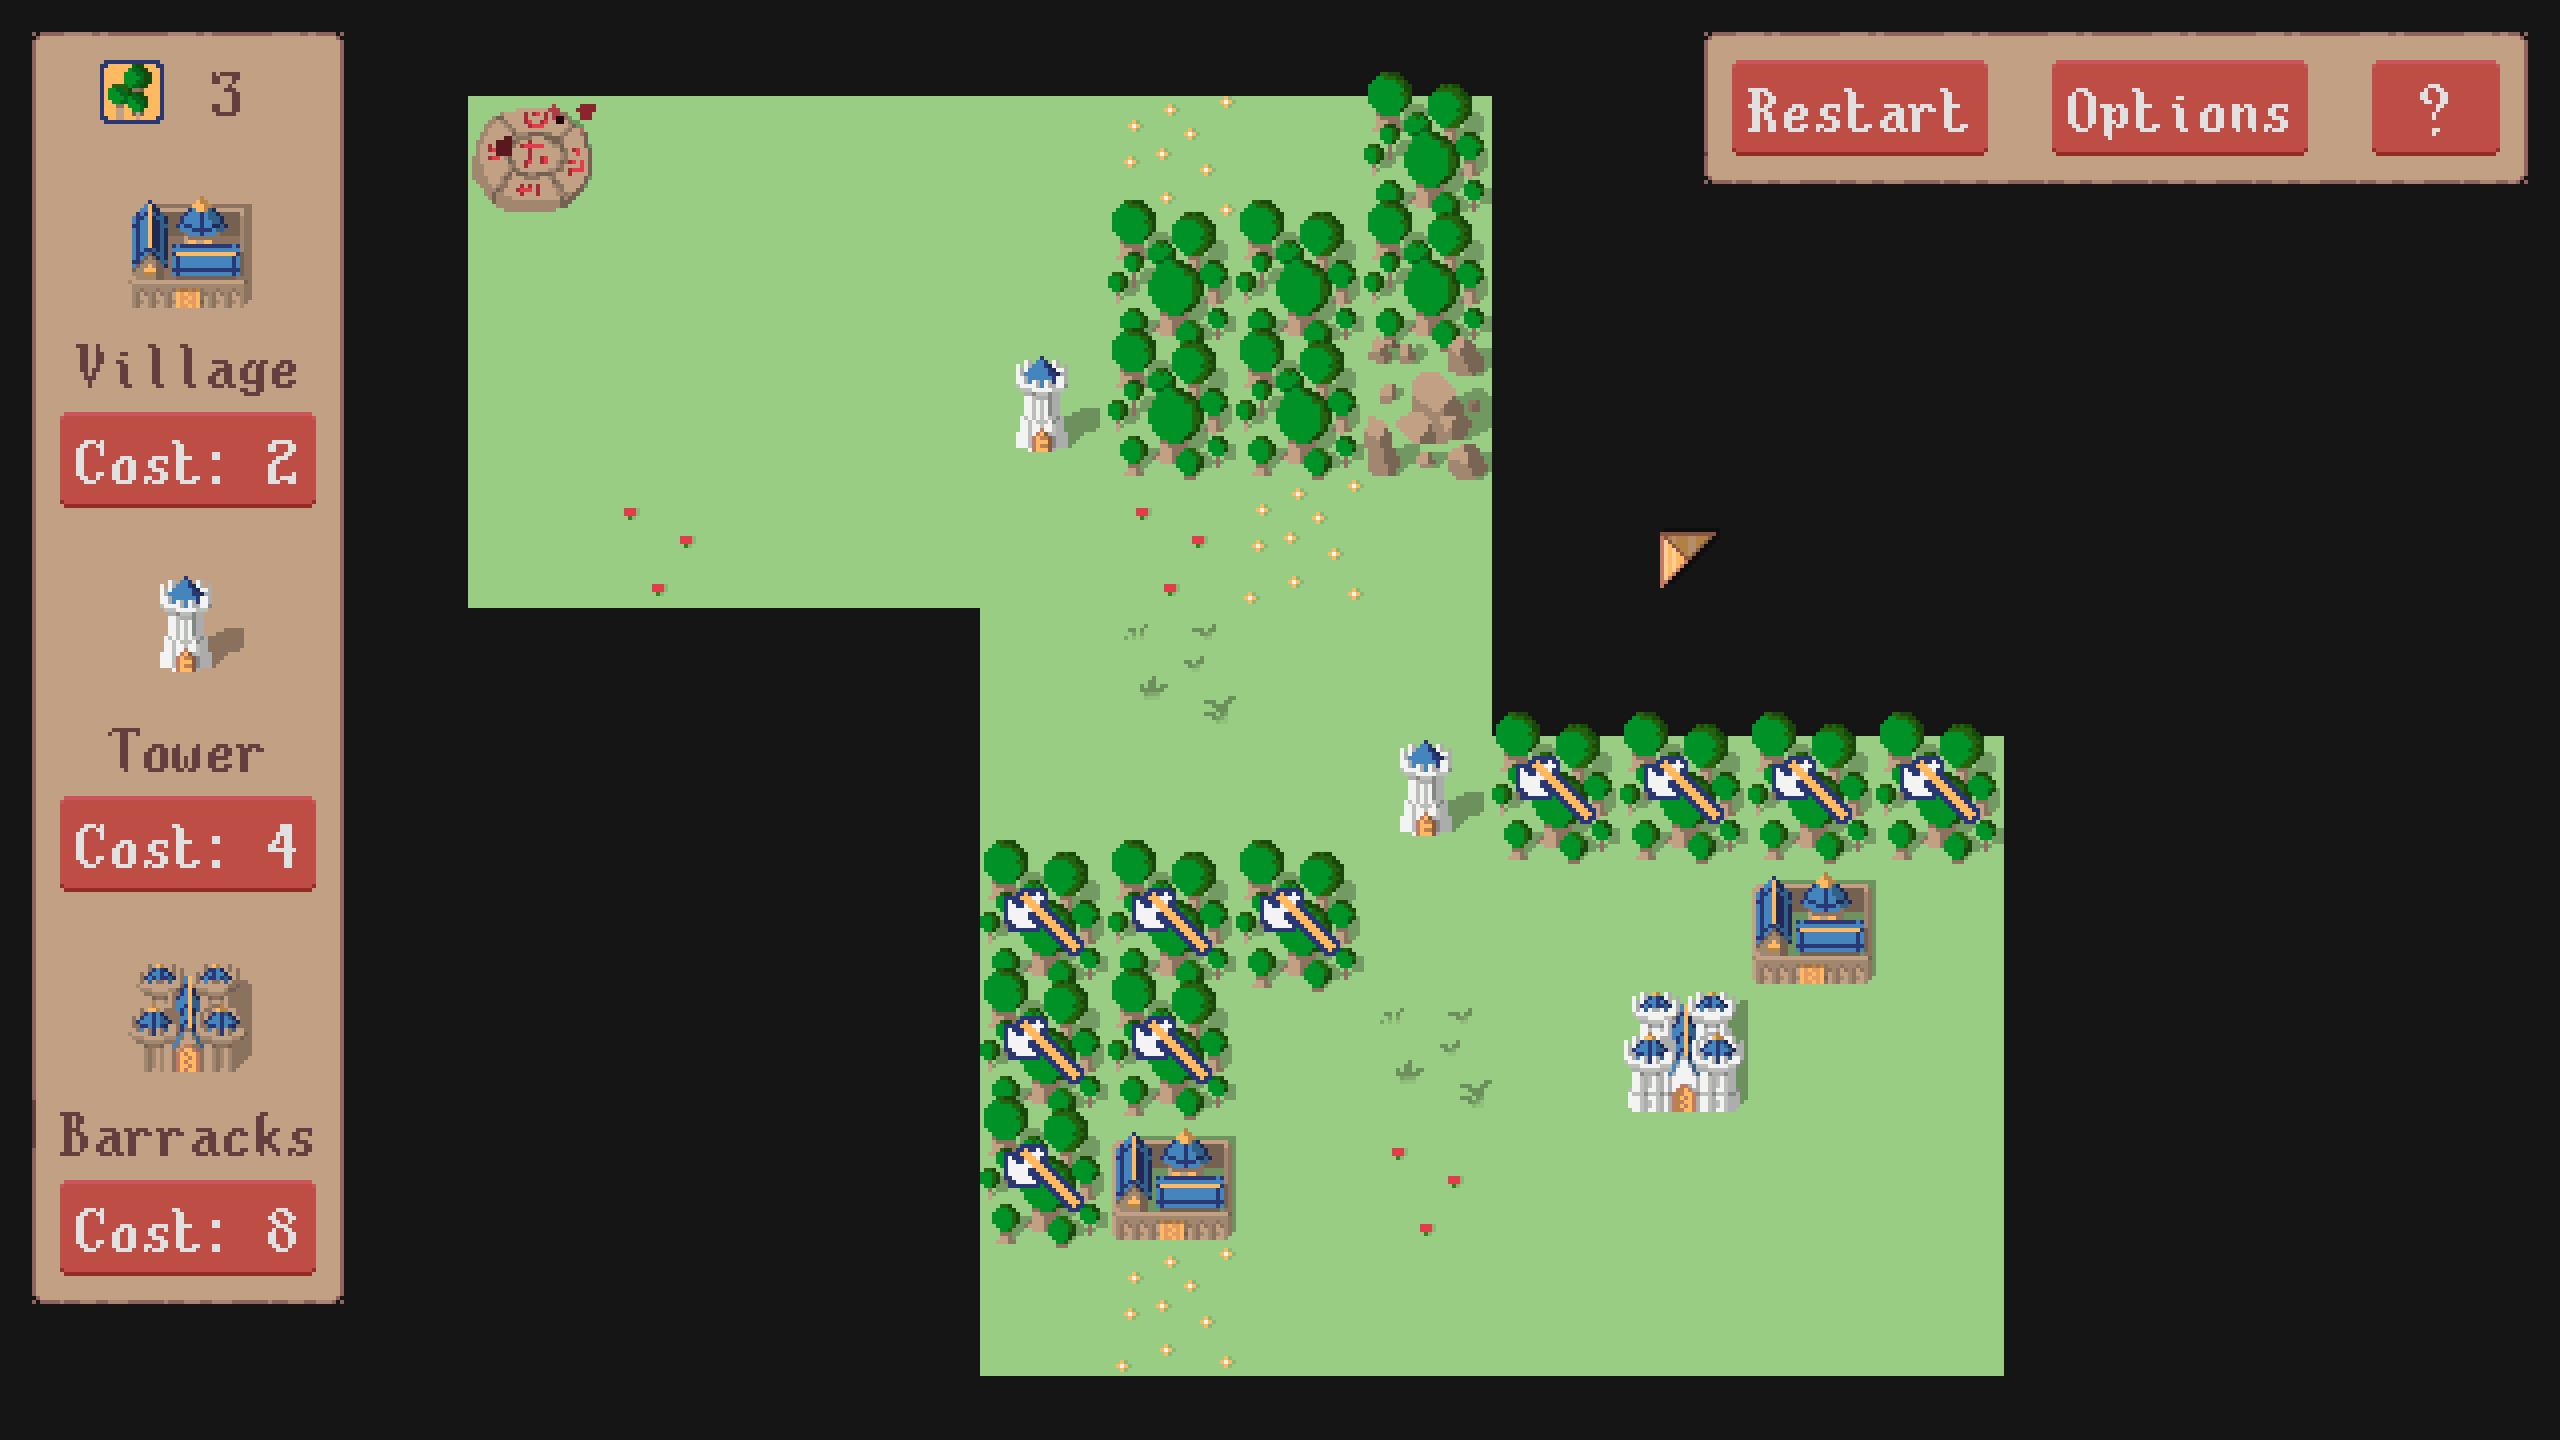 3
Village
Cost: 2
Tower
Cost: 4
Barracks
Cost: 8
Restart
Options
?